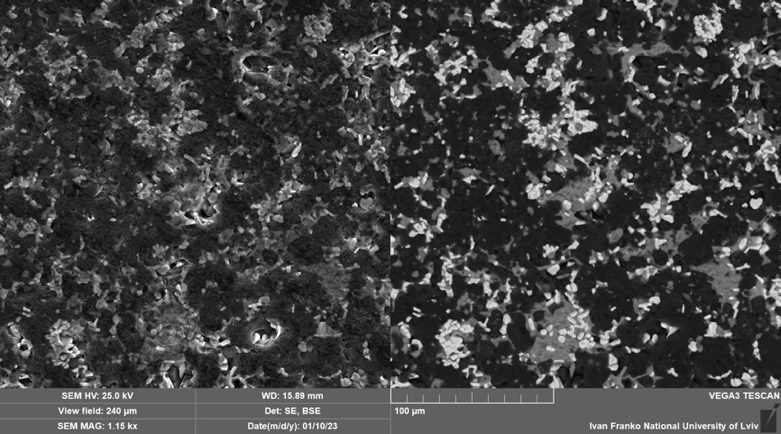 SEM HV: 25.0 kV
WD: 15.89 mm
VEGA3 TESCAN
View field: 240 µm
Det: SE, BSE
100 µm
SEM MAG: 1.15 kx
Date(m/d/y): 01/10/23
Ivan Franko National University of Lviv